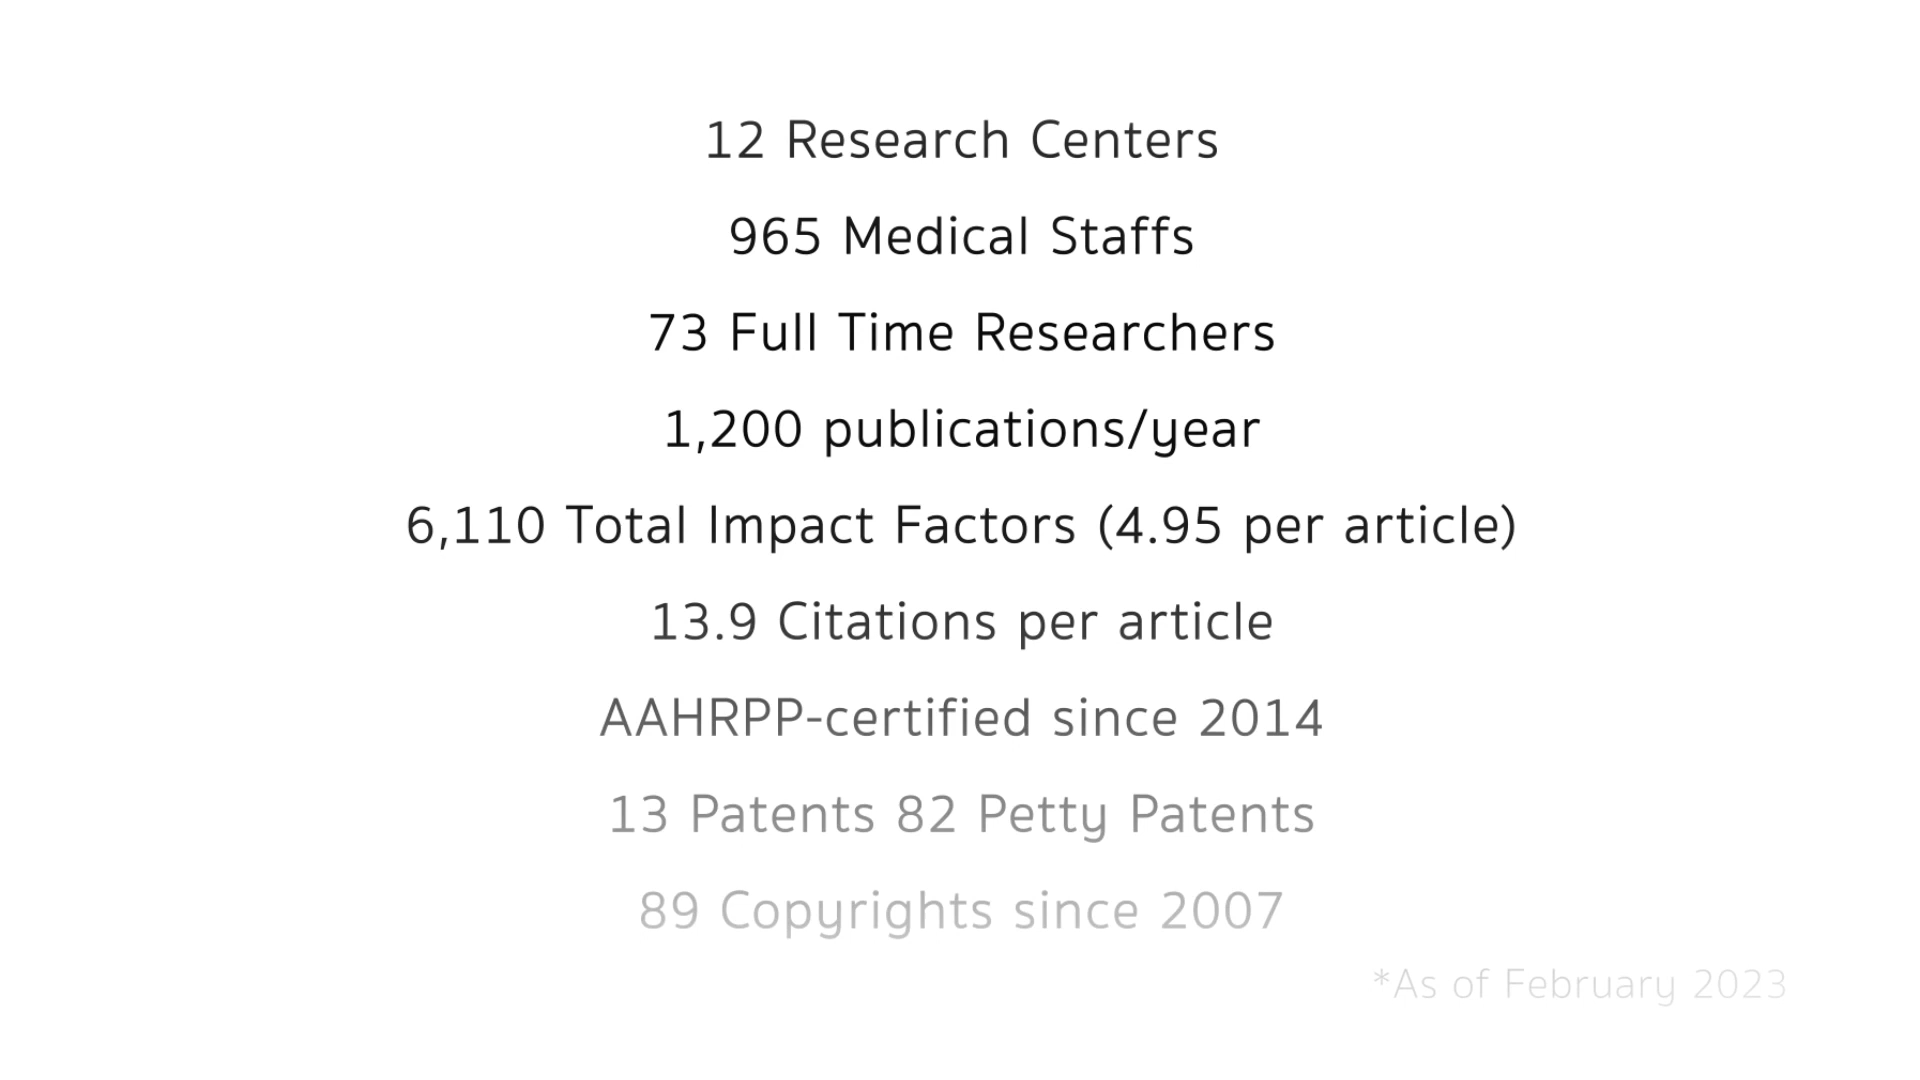 12 Research Centers
965 Medical Staffs
73 Full Time Researchers
1,200 publications/year
6,110 Total Impact Factors (4.95 per article)
13.9 Citations per article
AAHRPP-certified since 2014
13 Patents 82 Petty Patents
89 Copyrights since 2007
*As of February 2023